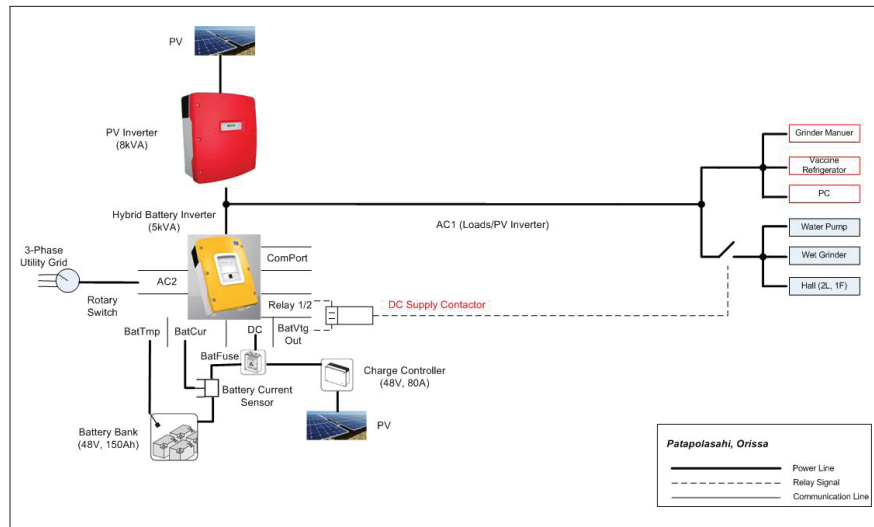 PV
PV Inverter
(8kVA)
Hybrid Battery Inverter
(5kVA)
AC1 (Loads/PV Inverter)
Grinder Manuer
Vaccine
Refrigerator
PC
Water Pump
Wet Grinder
Hall (2L, 1F)
3-Phase
Utility Grid
Rotary
Switch
AC2
ComPort
Relay 1/2
DC Supply Contactor
BatTmp
BatCur
DC
BatVtg
Out
BatFuse
Battery Current
Sensor
Charge Controller
(48V, 80A)
PV
Battery Bank
(48V, 150Ah)
Patapolasahi, Orissa
Power Line
Relay Signal
Communication Line